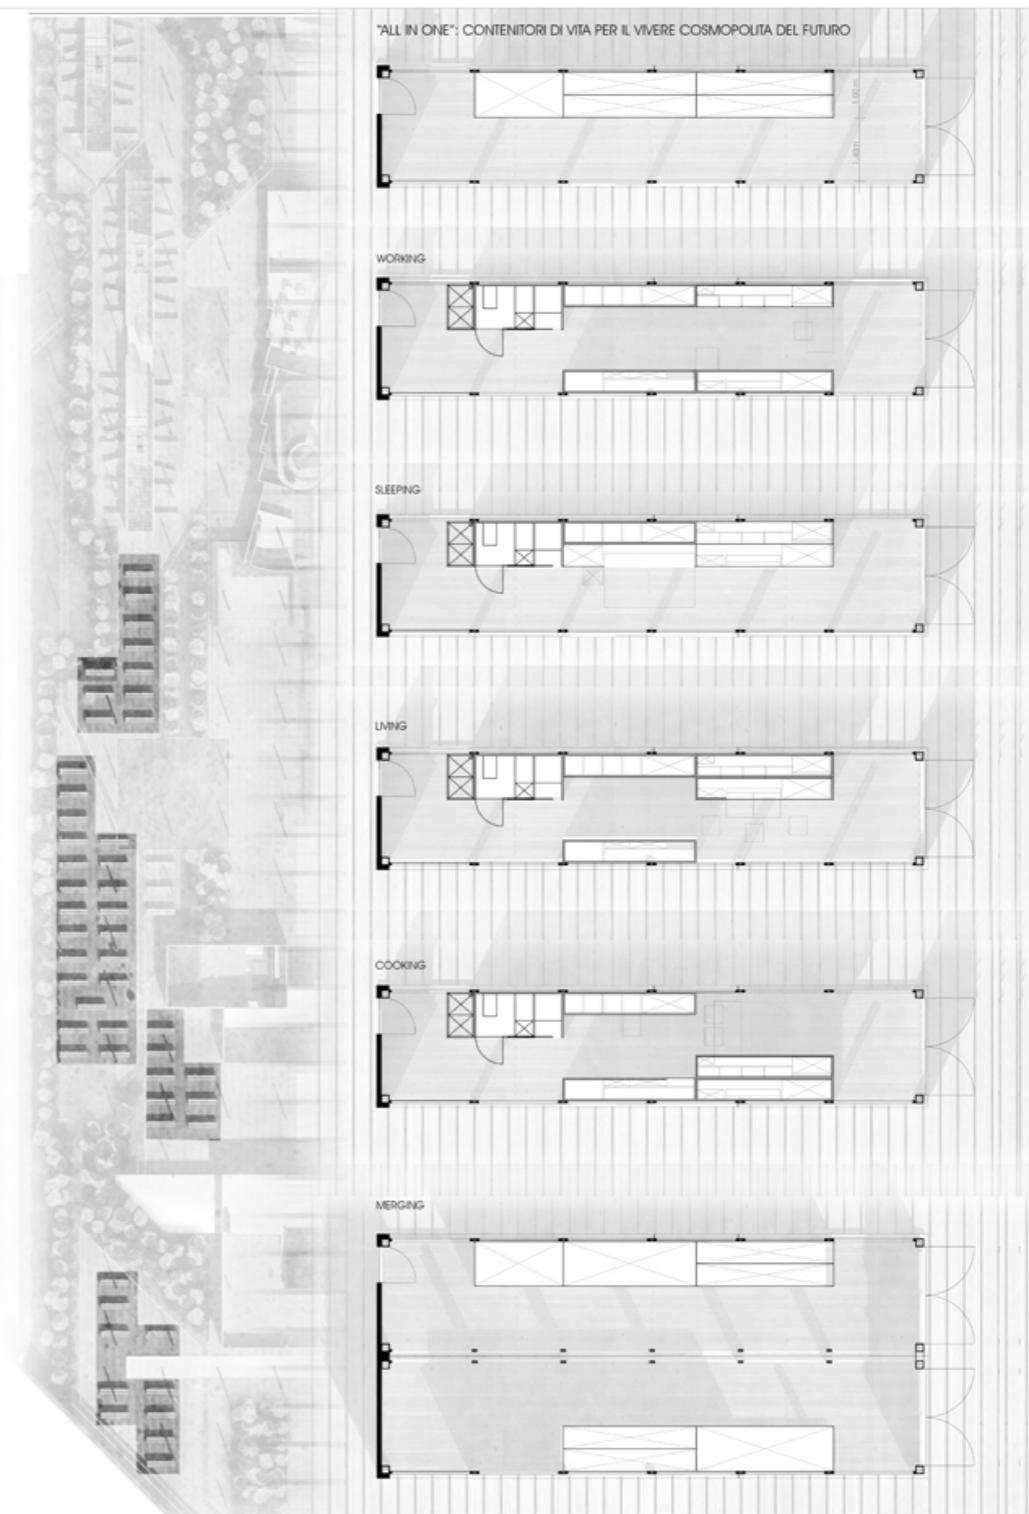 "ALL IN ONE": CONTENITORI DI VITA PER IL VIVERE COSMOPOLITA DEL FUTURO
WORKING
SLEEPING
LIVING
COOKING
MERGING